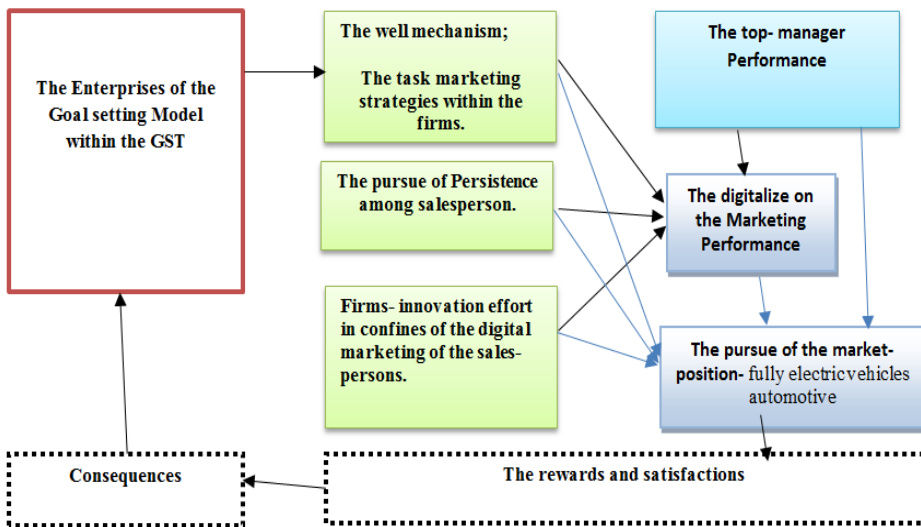 The Enterprises of the
Goal setting Model
within the GST
The well mechanism;
The task marketing
strategies within the
firms.
The pursue of Persistence
among salesperson.
Firms- innovation effort
in confines of the digital
marketing of the sales-
persons.
The top- manager
Performance
The digitalize on
the Marketing
Performance
The pursue of the market-
position- fully electric vehicles
automotive
Consequences
The rewards and satisfactions